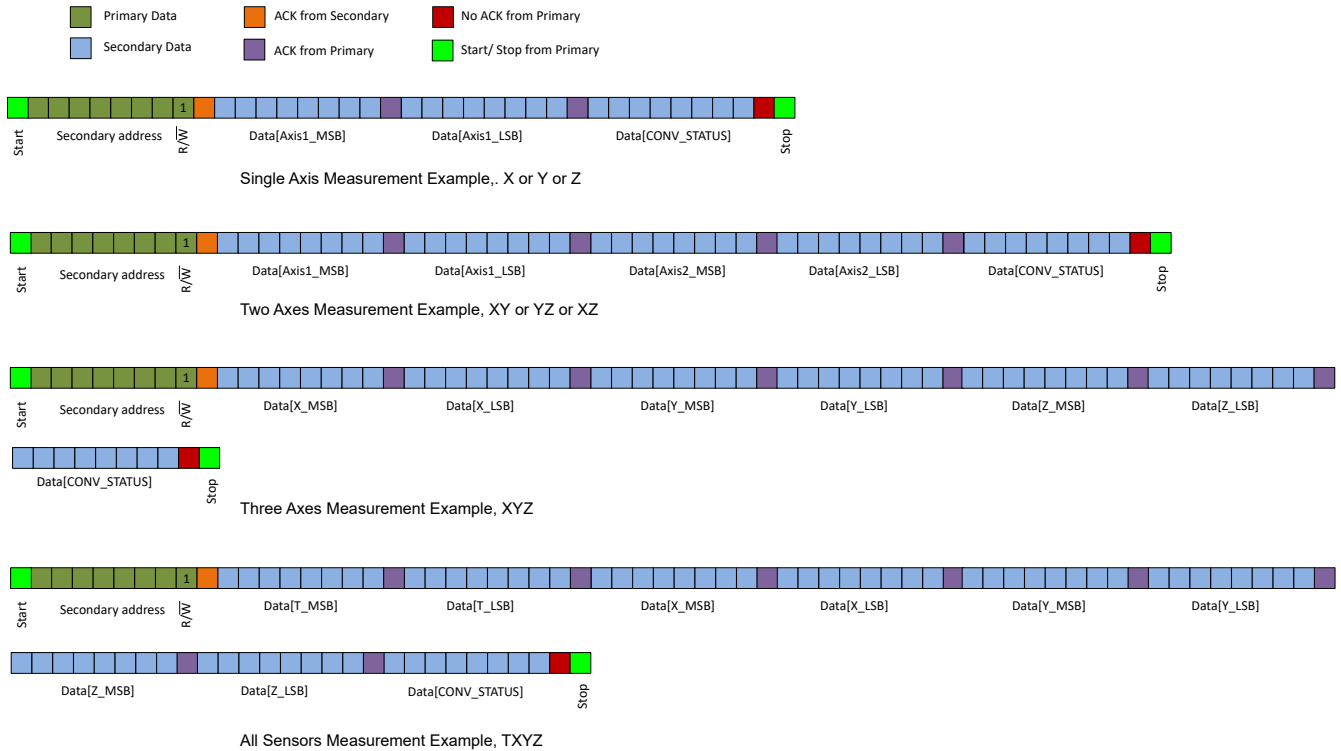 Primary Data
ACK from Secondary
No ACK from Primary
Secondary Data
ACK from Primary
Start/ Stop from Primary
1
Start
Secondary address
R/W
Data[Axis1_MSB]
Data[Axis1_LSB]
Data[CONV_STATUS]
Stop
Single Axis Measurement Example,. X or Y or Z
1
Start
Secondary address
R/W
Data[Axis1_MSB]
Data[Axis1_LSB]
Data[Axis2_MSB]
Data[Axis2_LSB]
Data[CONV_STATUS]
Stop
Two Axes Measurement Example, XY or YZ or XZ
1
Start
Secondary address
R/W
Data[X_MSB]
Data[X_LSB]
Data[Y_MSB]
Data[Y_LSB]
Data[Z_MSB]
Data[Z_LSB]
Data[CONV_STATUS]
Stop
Three Axes Measurement Example, XYZ
1
Start
Secondary address
R/W
Data[T_MSB]
Data[T_LSB]
Data[X_MSB]
Data[X_LSB]
Data[Y_MSB]
Data[Y_LSB]
Data[Z_MSB]
Data[Z_LSB]
Data[CONV_STATUS]
Stop
All Sensors Measurement Example, TXYZ